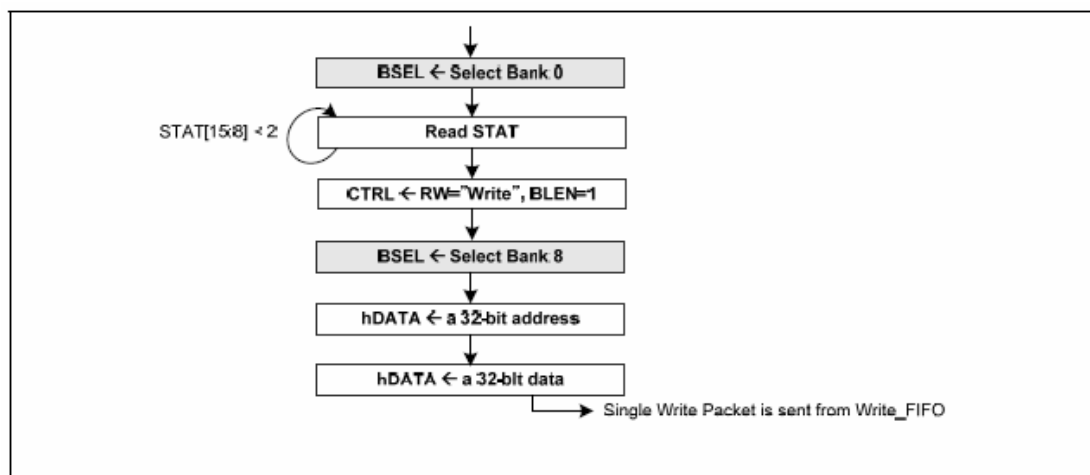 BSEL ← Select Bank 0
STAT[15:8] < 2
Read STAT
CTRL ← RW="Write", BLEN=1
BSEL ← Select Bank 8
hDATA ← a 32-bit address
hDATA ← a 32-bit data
Single Write Packet is sent from Write_FIFO